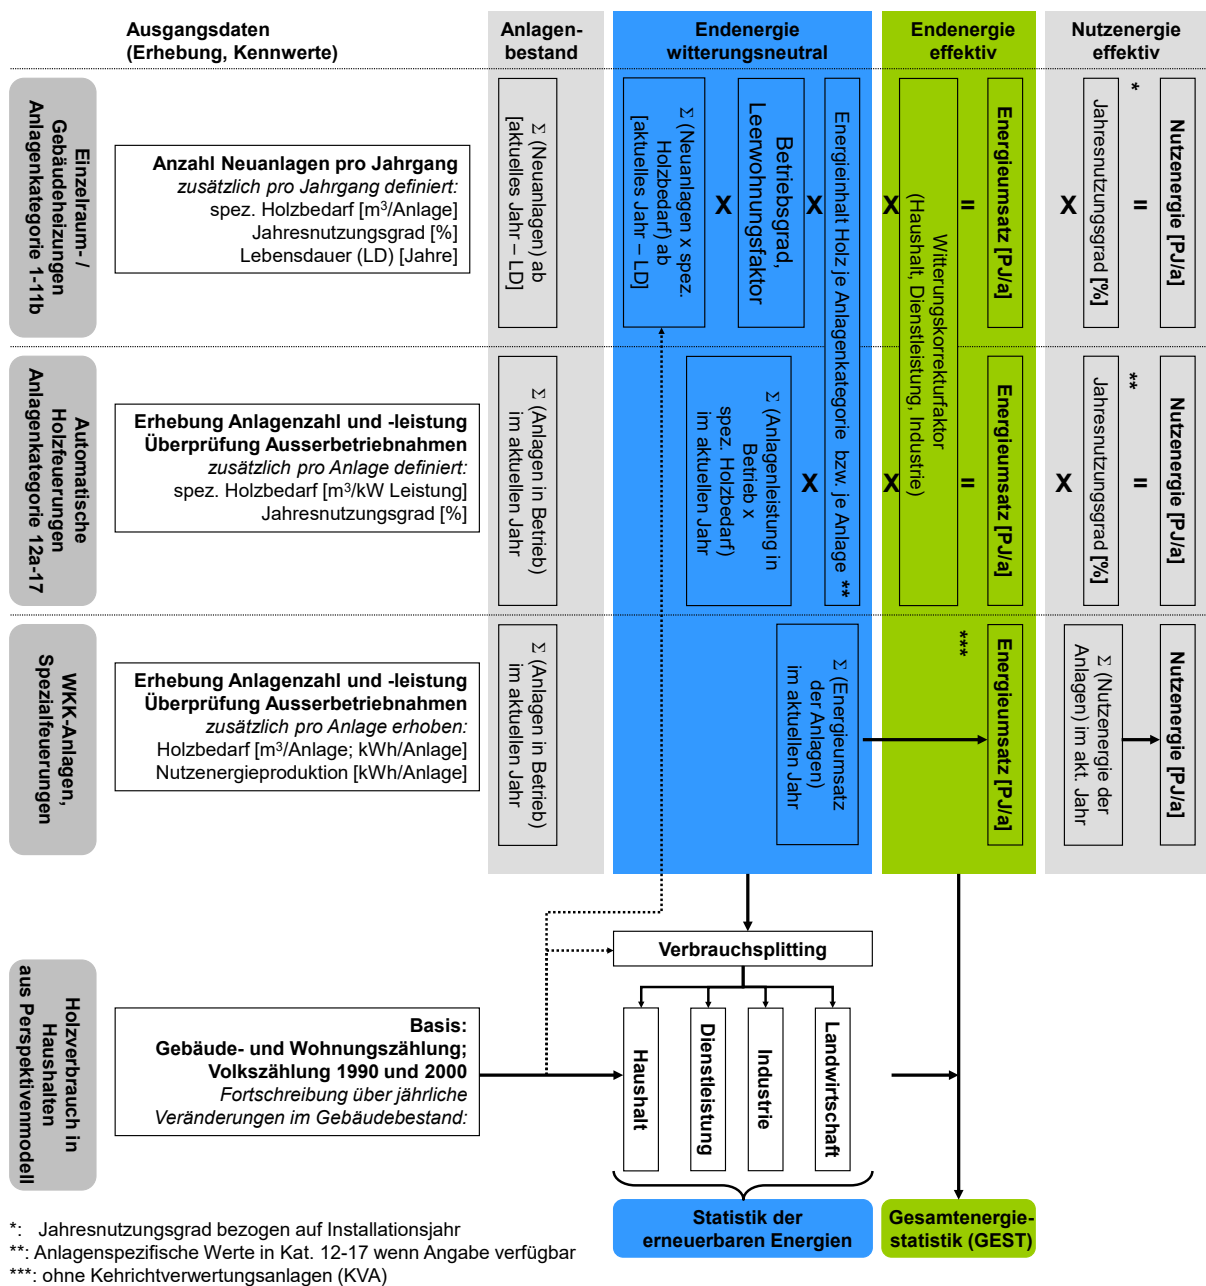 Ausgangsdaten
(Erhebung, Kennwerte)
Anlagen-
bestand
Endenergie
witterungsneutral
Endenergie
effektiv
Nutzenergie
effektiv
Einzelraum- /
Gebäudeheizungen
Anlagenkategorie 1-11b
Anzahl Neuanlagen pro Jahrgang
zusätzlich pro Jahrgang definiert:
spez. Holzbedarf [m³/Anlage]
Jahresnutzungsgrad [%]
Lebensdauer (LD) [Jahre]
Σ (Neuanlagen) ab
[aktuelles Jahr – LD]
Σ (Neuanlagen x spez.
Holzbedarf) ab
[aktuelles Jahr – LD]
X
Betriebsgrad,
Leerwohnungsfaktor
X
Energieinhalt Holz je Anlagenkategorie bzw. je Anlage **
X
Witterungskorrekturfaktor
(Haushalt, Dienstleistung, Industrie)
=
Energieumsatz [PJ/a]
X
*
Jahresnutzungsgrad [%]
=
Nutzenergie [PJ/a]
Automatische
Holzfeuerungen
Anlagenkategorie 12a-17
Erhebung Anlagenzahl und -leistung
Überprüfung Ausserbetriebnahmen
zusätzlich pro Anlage definiert:
spez. Holzbedarf [m³/kW Leistung]
Jahresnutzungsgrad [%]
Σ (Anlagen in Betrieb)
im aktuellen Jahr
Σ (Anlagenleistung in
Betrieb x
spez. Holzbedarf)
im aktuellen Jahr
X
X
=
Energieumsatz [PJ/a]
X
**
Jahresnutzungsgrad [%]
=
Nutzenergie [PJ/a]
WKK-Anlagen,
Spezialfeuerungen
Erhebung Anlagenzahl und -leistung
Überprüfung Ausserbetriebnahmen
zusätzlich pro Anlage erhoben:
Holzbedarf [m³/Anlage; kWh/Anlage]
Nutzenergieproduktion [kWh/Anlage]
Σ (Anlagen in Betrieb)
im aktuellen Jahr
Σ (Energieumsatz
der Anlagen)
im aktuellen Jahr
***
Energieumsatz [PJ/a]
Σ (Nutzenergie der
Anlagen) im akt. Jahr
Nutzenergie [PJ/a]
Holzverbrauch in
Haushalten
aus Perspektivenmodell
Basis:
Gebäude- und Wohnungszählung;
Volkszählung 1990 und 2000
Fortschreibung über jährliche
Veränderungen im Gebäudebestand:
Verbrauchsplitting
Haushalt
Dienstleistung
Industrie
Landwirtschaft
Statistik der
erneuerbaren Energien
Gesamtenergie-
statistik (GEST)
*: Jahresnutzungsgrad bezogen auf Installationsjahr
**: Anlagenspezifische Werte in Kat. 12-17 wenn Angabe verfügbar
***: ohne Kehrichtverwertungsanlagen (KVA)